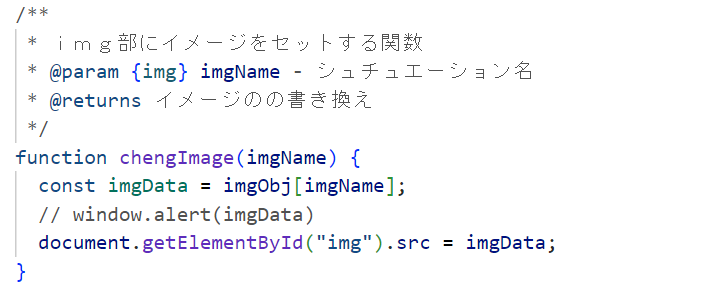 /**
 * ｉｍｇ部にイメージをセットする関数
 * @param {img} imgName - シュチュエーション名
 * @returns イメージのの書き換え
 */
function chengImage(imgName) {
  const imgData = imgObj[imgName];
  // window.alert(imgData)
  document.getElementById("img").src = imgData;
}